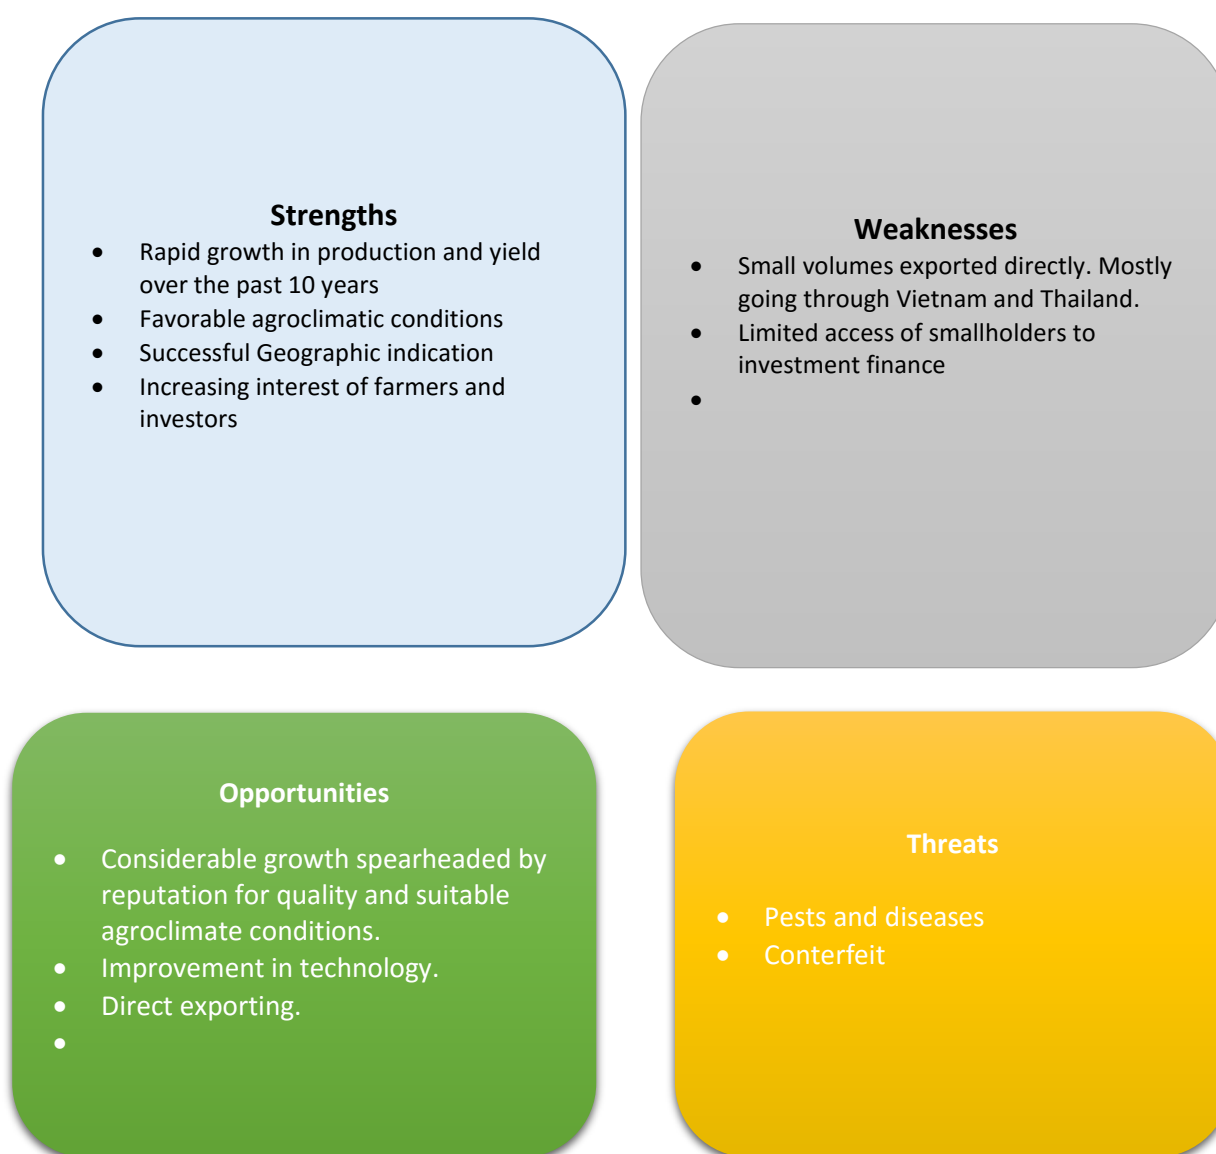 Strengths
• Rapid growth in production and yield
over the past 10 years
• Favorable agroclimatic conditions
• Successful Geographic indication
• Increasing interest of farmers and
investors
Weaknesses
• Small volumes exported directly. Mostly
going through Vietnam and Thailand.
• Limited access of smallholders to
investment finance
•
Opportunities
• Considerable growth spearheaded by
reputation for quality and suitable
agroclimate conditions.
• Improvement in technology.
• Direct exporting.
•
Threats
• Pests and diseases
• Conterfeit